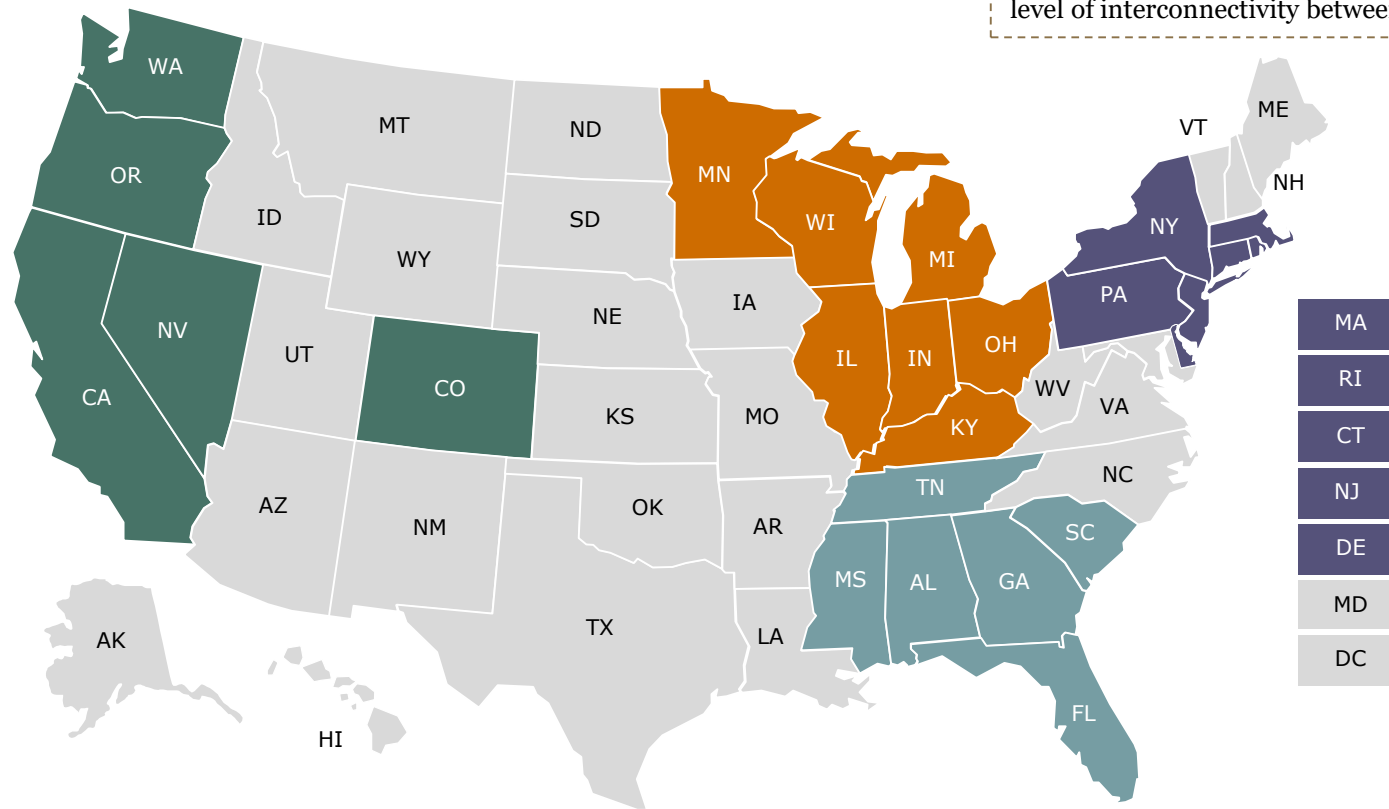 level of interconnectivity betwee
WA
MT
ND
MN
VT
ME
OR
ID
SD
WI
MI
NY
NH
WY
NV
NE
IA
PA
UT
CO
IL
IN
OH
MA
CA
KS
MO
WV
VA
RI
KY
CT
AZ
NM
OK
AR
TN
NC
NJ
SC
DE
MS
AL
GA
MD
AK
TX
LA
DC
HI
FL